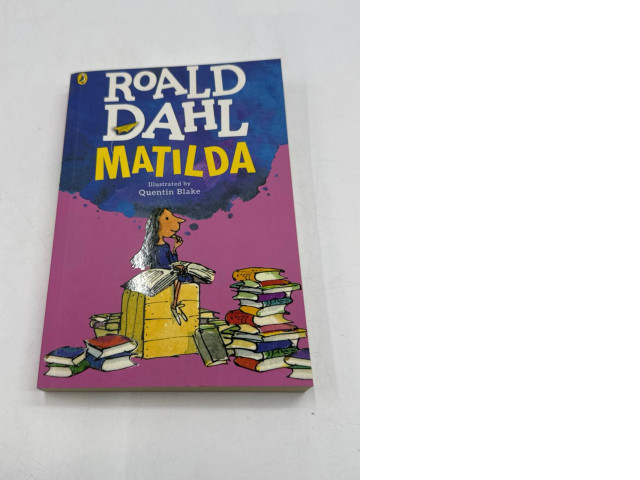 ROALD
DAHL
MATILDA
Illustrated by
Quentin Blake